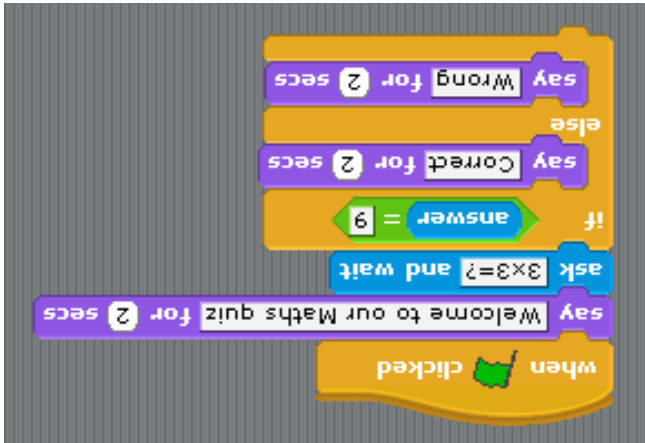 when clicked
say Welcome to our Maths quiz for 2 secs
ask 3x3=? and wait
if answer = 9
say Correct for 2 secs
else
say Wrong for 2 secs